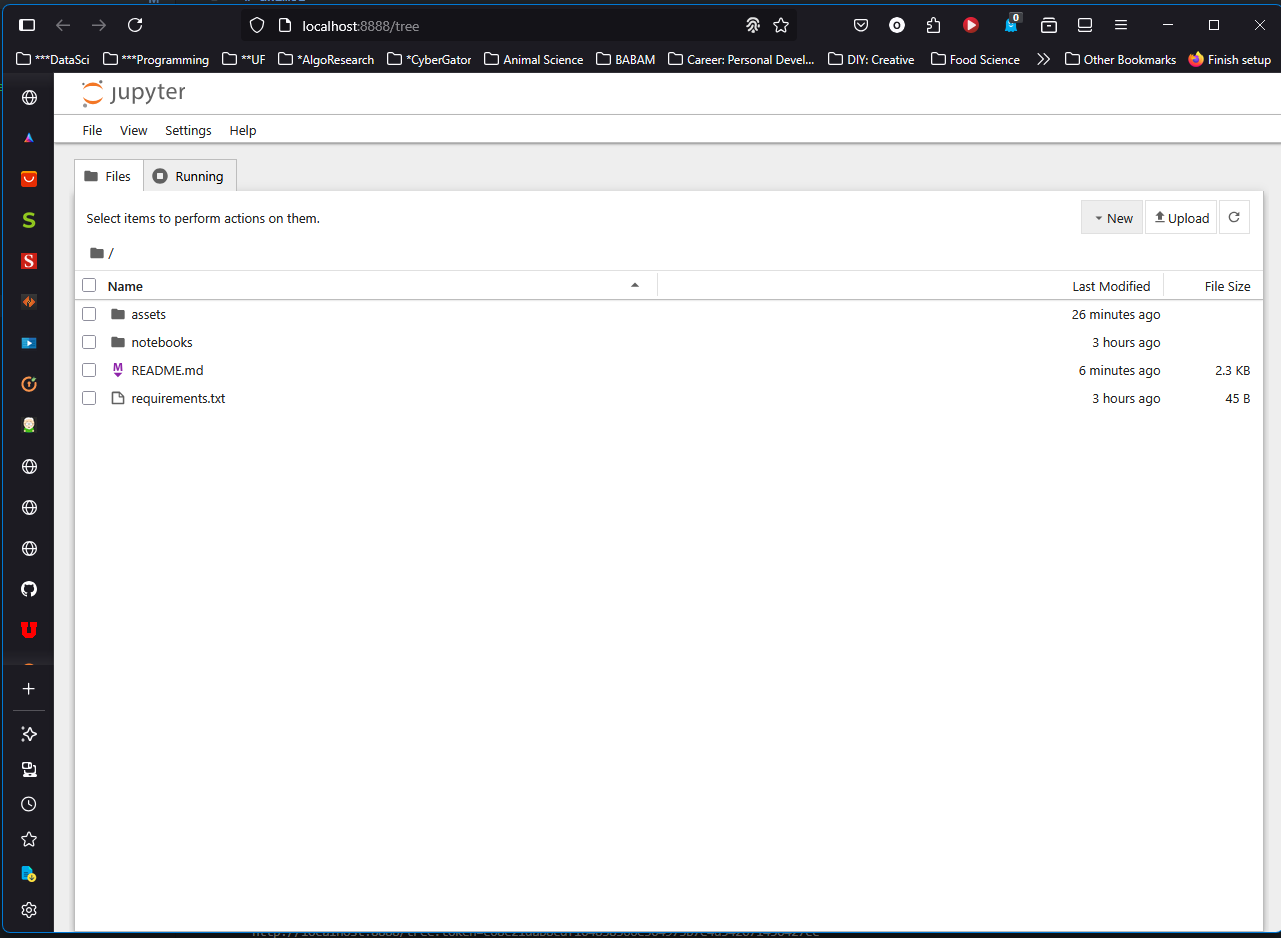 localhost:8888/tree
0
***DataSci ***Programming **UF *AlgoResearch *CyberGator Animal Science BABAM Career: Personal Devel... DIY: Creative Food Science Other Bookmarks Finish setup
jupyter
File View Settings Help
Files Running
Select items to perform actions on them.
New Upload
/
Name Last Modified File Size
assets 26 minutes ago
notebooks 3 hours ago
README.md 6 minutes ago 2.3 KB
requirements.txt 3 hours ago 45 B